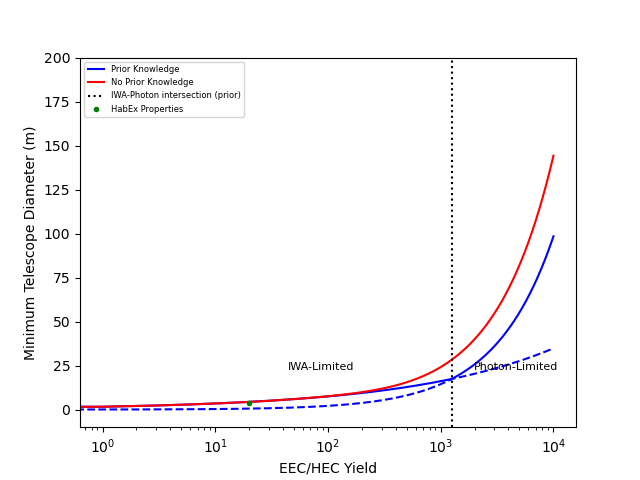 200
175
150
125
100
75
50
25
0
Minimum Telescope Diameter (m)
Prior Knowledge
No Prior Knowledge
IWA-Photon intersection (prior)
HabEx Properties
IWA-Limited
Photon-Limited
10⁰ 10¹ 10² 10³ 10⁴
EEC/HEC Yield